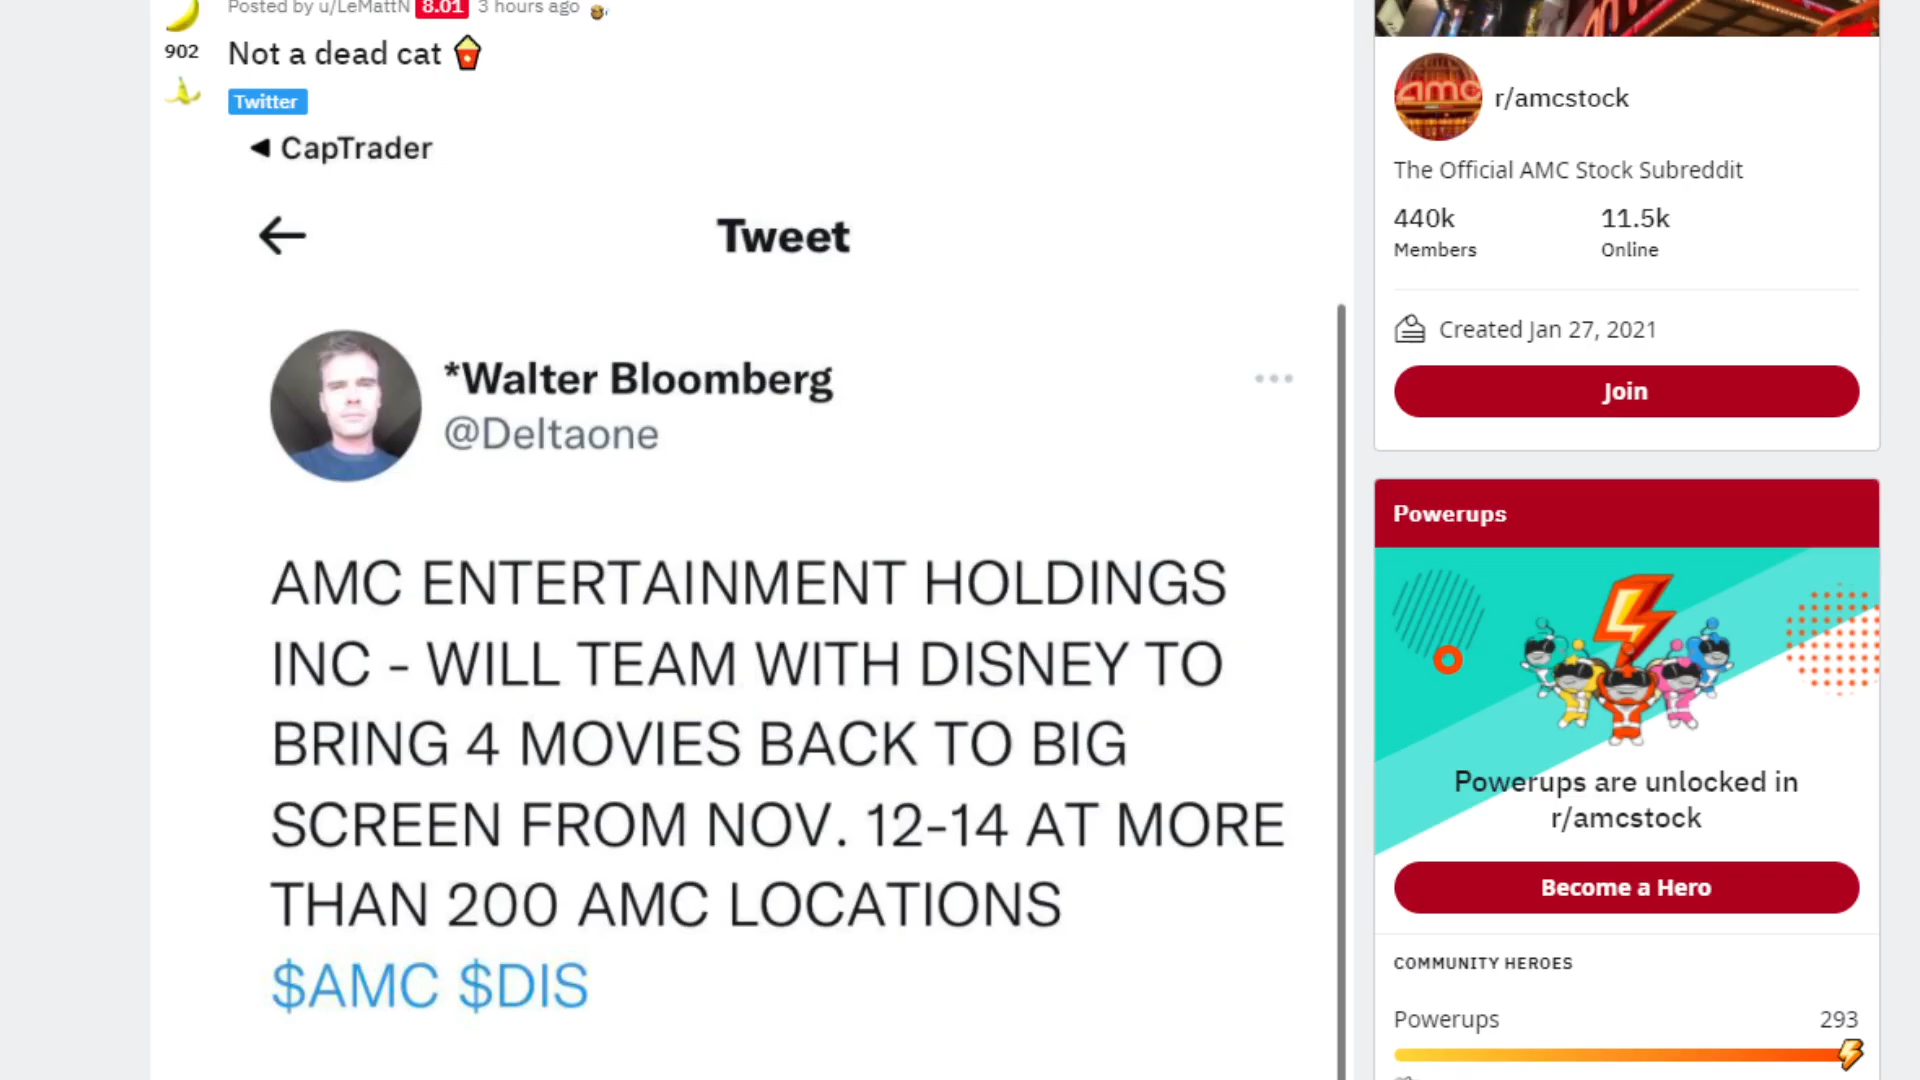 Posted by u/LeMattN 8.01 3 hours ago
902
Not a dead cat
Twitter
CapTrader
Tweet
*Walter Bloomberg
@Deltaone
AMC ENTERTAINMENT HOLDINGS
INC - WILL TEAM WITH DISNEY TO
BRING 4 MOVIES BACK TO BIG
SCREEN FROM NOV. 12-14 AT MORE
THAN 200 AMC LOCATIONS
$AMC $DIS
amc
r/amcstock
The Official AMC Stock Subreddit
440k
11.5k
Members
Online
Created Jan 27, 2021
Join
Powerups
Powerups are unlocked in
r/amcstock
Become a Hero
COMMUNITY HEROES
Powerups
293